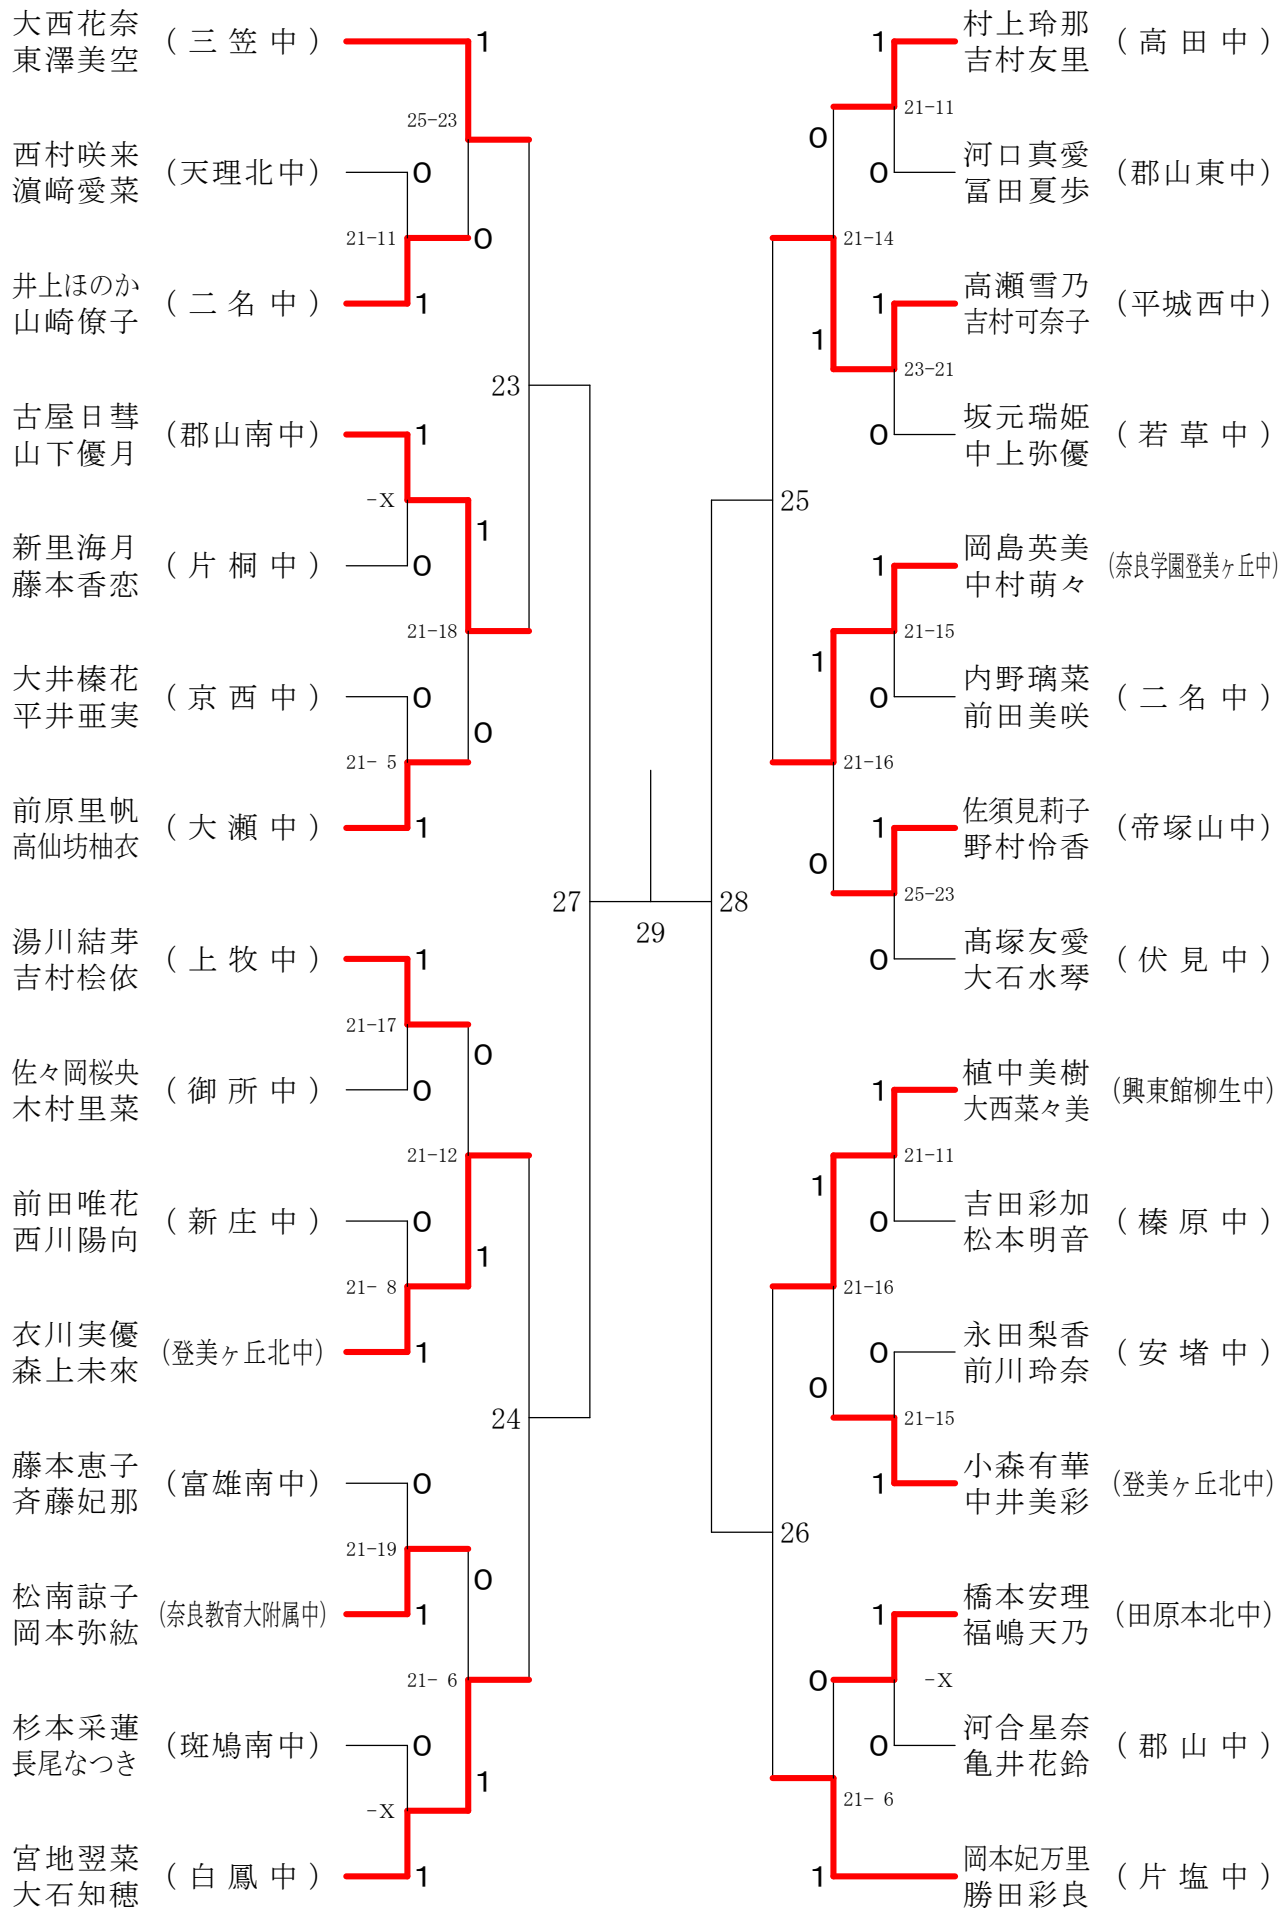 大西花奈
東澤美空
(三笠中)
1
25-23
西村咲来
濵﨑愛菜
(天理北中)
0
21-11
0
井上ほのか
山崎僚子
(二名中)
1
23
古屋日彗
山下優月
(郡山南中)
1
-X
1
新里海月
藤本香恋
(片桐中)
0
21-18
大井榛花
平井亜実
(京西中)
0
0
21- 5
前原里帆
高仙坊柚衣
(大瀬中)
1
27
湯川結芽
吉村桧依
(上牧中)
1
21-17
0
佐々岡桜央
木村里菜
(御所中)
0
21-12
前田唯花
西川陽向
(新庄中)
0
1
21- 8
衣川実優
森上未來
(登美ヶ丘北中)
1
24
藤本恵子
斉藤妃那
(富雄南中)
0
21-19
0
松南諒子
岡本弥紘
(奈良教育大附属中)
1
21- 6
杉本采蓮
長尾なつき
(斑鳩南中)
0
1
-X
宮地翌菜
大石知穂
(白鳳中)
1
29
1
村上玲那
吉村友里
(高田中)
21-11
0
0
河口真愛
冨田夏歩
(郡山東中)
21-14
1
高瀬雪乃
吉村可奈子
(平城西中)
1
23-21
0
坂元瑞姫
中上弥優
(若草中)
25
1
岡島英美
中村萌々
(奈良学園登美ヶ丘中)
21-15
1
0
内野璃菜
前田美咲
(二名中)
21-16
1
佐須見莉子
野村怜香
(帝塚山中)
0
25-23
28
0
髙塚友愛
大石水琴
(伏見中)
1
植中美樹
大西菜々美
(興東館柳生中)
21-11
1
0
吉田彩加
松本明音
(榛原中)
21-16
0
永田梨香
前川玲奈
(安堵中)
0
21-15
1
小森有華
中井美彩
(登美ヶ丘北中)
26
1
橋本安理
福嶋天乃
(田原本北中)
0
-X
0
河合星奈
亀井花鈴
(郡山中)
21- 6
1
岡本妃万里
勝田彩良
(片塩中)